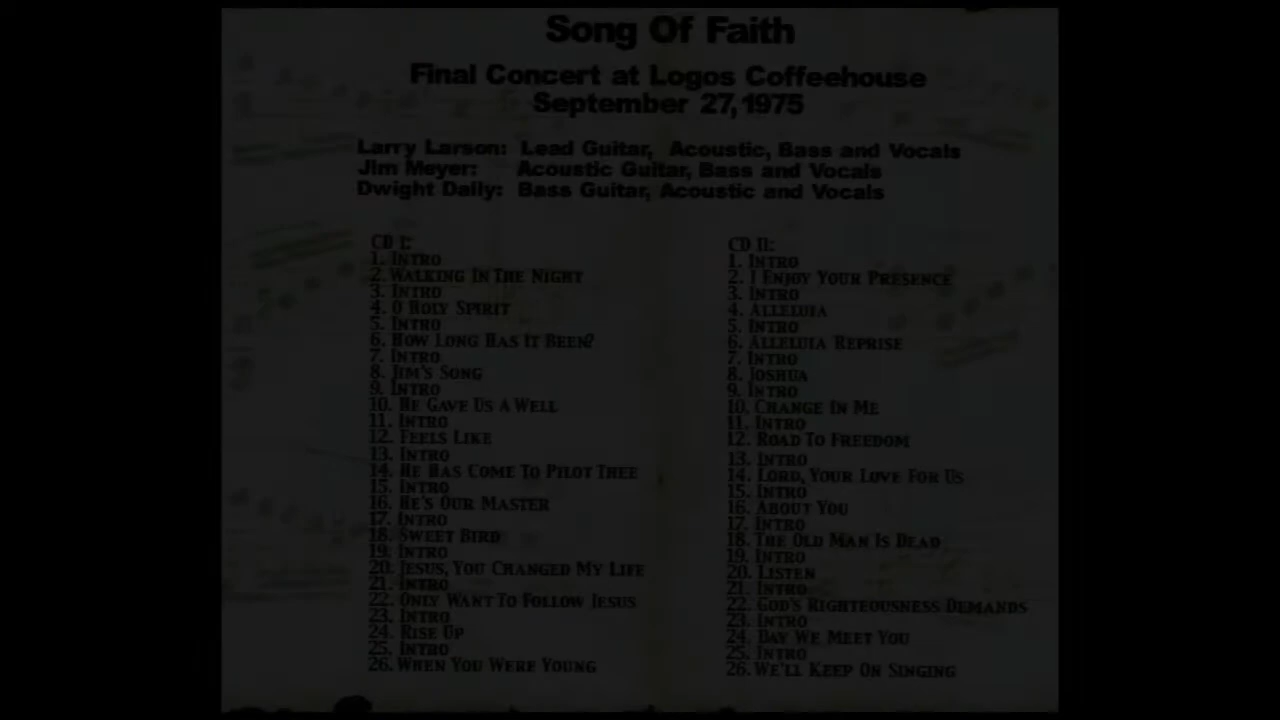 Song Of Faith
Final Concert at Logos Coffeehouse
September 27, 1975
Larry Larson: Lead Guitar, Acoustic, Bass and Vocals
Jim Meyer: Acoustic Guitar, Bass and Vocals
Dwight Daily: Bass Guitar, Acoustic and Vocals
CD I:
1. INTRO
2. WALKING IN THE NIGHT
3. INTRO
4. O HOLY SPIRIT
5. INTRO
6. HOW LONG HAS IT BEEN?
7. INTRO
8. JIM'S SONG
9. INTRO
10. HE GAVE US A WELL
11. INTRO
12. FEELS LIKE
13. INTRO
14. HE HAS COME TO PILOT THEE
15. INTRO
16. HE'S OUR MASTER
17. INTRO
18. SWEET BIRD
19. INTRO
20. JESUS, YOU CHANGED MY LIFE
21. INTRO
22. ONLY WANT TO FOLLOW JESUS
23. INTRO
24. RISE UP
25. INTRO
26. WHEN YOU WERE YOUNG
CD II:
1. INTRO
2. I ENJOY YOUR PRESENCE
3. INTRO
4. ALLELUIA
5. INTRO
6. ALLELUIA REPRISE
7. INTRO
8. JOSHUA
9. INTRO
10. CHANGE IN ME
11. INTRO
12. ROAD TO FREEDOM
13. INTRO
14. LORD, YOUR LOVE FOR US
15. INTRO
16. ABOUT YOU
17. INTRO
18. THE OLD MAN IS DEAD
19. INTRO
20. LISTEN
21. INTRO
22. GOD'S RIGHTEOUSNESS DEMANDS
23. INTRO
24. DAY WE MEET YOU
25. INTRO
26. WE'LL KEEP ON SINGING